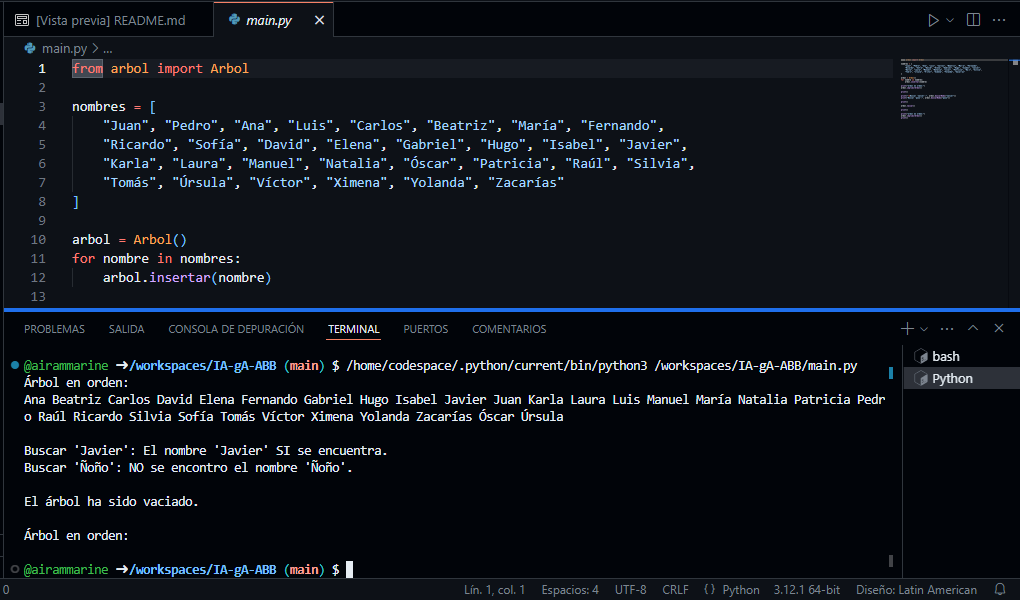 [Vista previa] README.md
main.py
main.py > ...
1 from arbol import Arbol
2
3 nombres = [
4 "Juan", "Pedro", "Ana", "Luis", "Carlos", "Beatriz", "María", "Fernando",
5 "Ricardo", "Sofía", "David", "Elena", "Gabriel", "Hugo", "Isabel", "Javier",
6 "Karla", "Laura", "Manuel", "Natalia", "Óscar", "Patricia", "Raúl", "Silvia",
7 "Tomás", "Úrsula", "Víctor", "Ximena", "Yolanda", "Zacarías"
8 ]
9
10 arbol = Arbol()
11 for nombre in nombres:
12 arbol.insertar(nombre)
13
PROBLEMAS SALIDA CONSOLA DE DEPURACIÓN TERMINAL PUERTOS COMENTARIOS
@airammarine ➜/workspaces/IA-gA-ABB (main) $ /home/codespace/.python/current/bin/python3 /workspaces/IA-gA-ABB/main.py
Árbol en orden:
Ana Beatriz Carlos David Elena Fernando Gabriel Hugo Isabel Javier Juan Karla Laura Luis Manuel María Natalia Patricia Pedr
o Raúl Ricardo Silvia Sofía Tomás Víctor Ximena Yolanda Zacarías Óscar Úrsula
Buscar 'Javier': El nombre 'Javier' SI se encuentra.
Buscar 'Ñoño': NO se encontro el nombre 'Ñoño'.
El árbol ha sido vaciado.
Árbol en orden:
@airammarine ➜/workspaces/IA-gA-ABB (main) $
bash
Python
0 Lín. 1, col. 1 Espacios: 4 UTF-8 CRLF {} Python 3.12.1 64-bit Diseño: Latin American